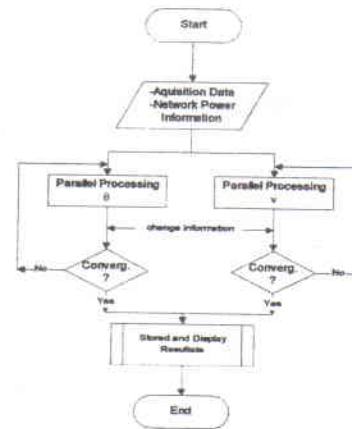 Start
-Aquisition Data
-Network Power
Information
Parallel Processing
θ
Parallel Processing
v
change information
Converg.
?
Converg.
?
No
No
Yes
Yes
Stored and Display
Resultats
End